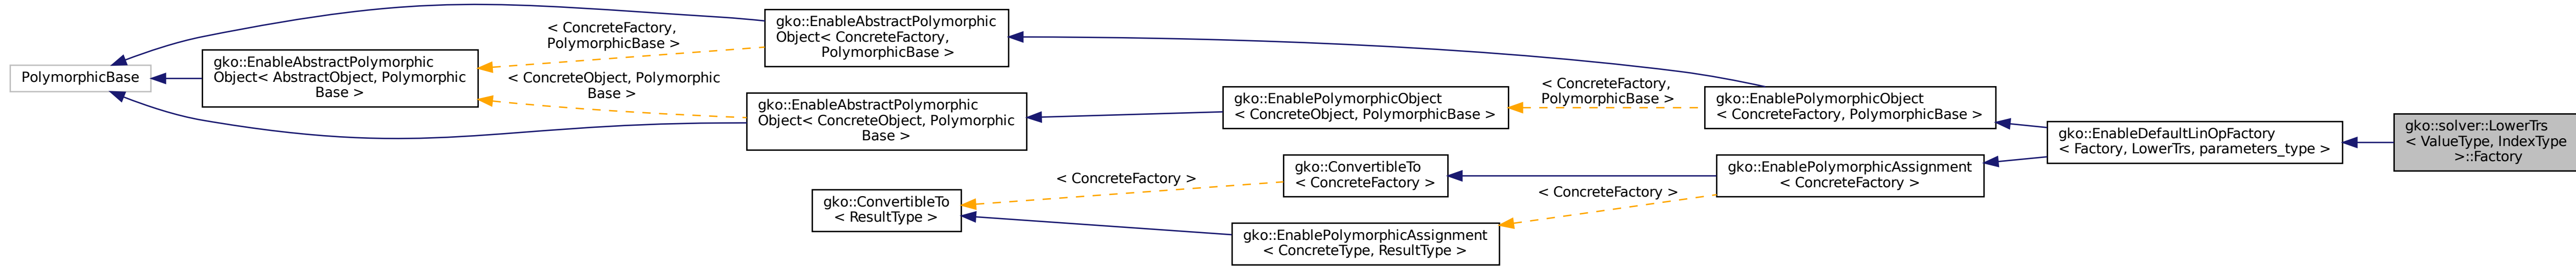 PolymorphicBase
gko::EnableAbstractPolymorphic
Object< AbstractObject, Polymorphic
Base >
< ConcreteFactory,
PolymorphicBase >
< ConcreteObject, Polymorphic
Base >
gko::EnableAbstractPolymorphic
Object< ConcreteFactory,
PolymorphicBase >
gko::EnableAbstractPolymorphic
Object< ConcreteObject, Polymorphic
Base >
gko::ConvertibleTo
< ResultType >
< ConcreteFactory >
gko::EnablePolymorphicObject
< ConcreteObject, PolymorphicBase >
gko::ConvertibleTo
< ConcreteFactory >
gko::EnablePolymorphicAssignment
< ConcreteType, ResultType >
< ConcreteFactory,
PolymorphicBase >
< ConcreteFactory >
gko::EnablePolymorphicObject
< ConcreteFactory, PolymorphicBase >
gko::EnablePolymorphicAssignment
< ConcreteFactory >
gko::EnableDefaultLinOpFactory
< Factory, LowerTrs, parameters_type >
gko::solver::LowerTrs
< ValueType, IndexType
>::Factory